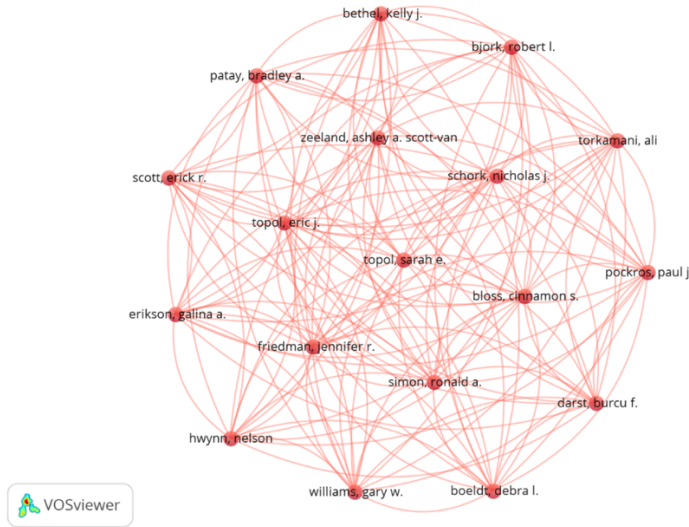 bethel, kelly j.
bjork, robert l.
patay, bradley a.
zeeland, ashley a. scott-van
torkamani, ali
scott, erick r.
schork, nicholas j.
topol, eric j.
topol, sarah e.
pockros, paul j
bloss, cinnamon s.
erikson, galina a.
friedman, jennifer r.
simon, ronald a.
darst, burcu f.
hwynn, nelson
williams, gary w.
boeldt, debra l.
VOSviewer